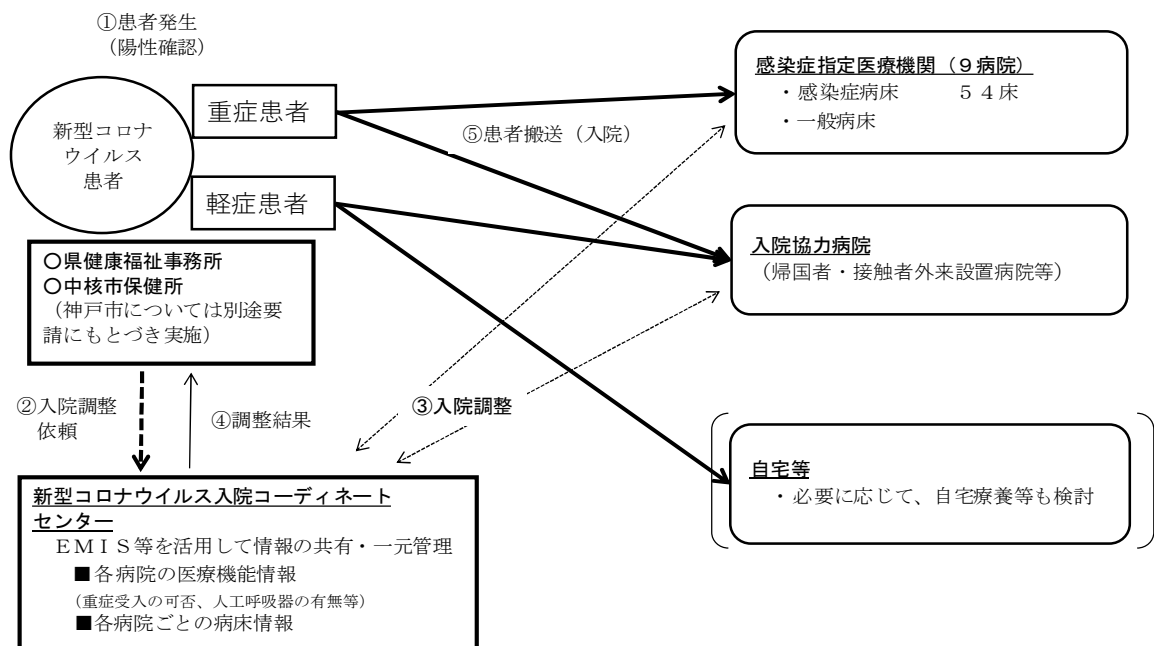 ①患者発生
（陽性確認）
新型コロナ
ウイルス
患者
重症患者
軽症患者
⑤患者搬送（入院）
感染症指定医療機関（９病院）
・感染症病床　　　５４床
・一般病床
入院協力病院
（帰国者・接触者外来設置病院等）
〇県健康福祉事務所
〇中核市保健所
（神戸市については別途要
請にもとづき実施）
②入院調整
依頼
④調整結果
③入院調整
自宅等
・必要に応じて、自宅療養等も検討
新型コロナウイルス入院コーディネート
センター
ＥＭＩＳ等を活用して情報の共有・一元管理
■各病院の医療機能情報
（重症受入の可否、人工呼吸器の有無等）
■各病院ごとの病床情報